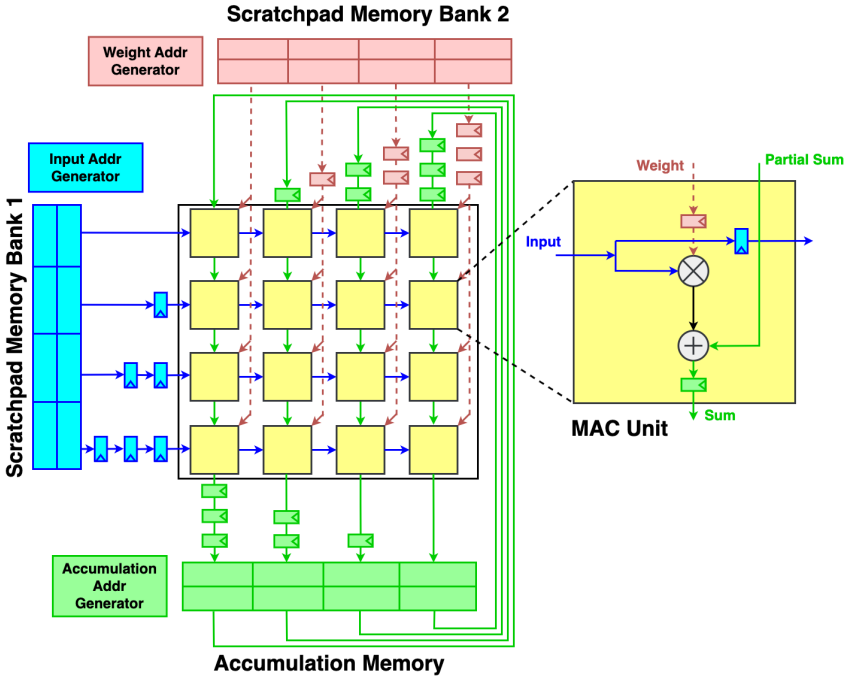 Scratchpad Memory Bank 2
Weight Addr
Generator
Input Addr
Generator
Scratchpad Memory Bank 1
Weight
Partial Sum
Input
Sum
MAC Unit
Accumulation
Addr
Generator
Accumulation Memory